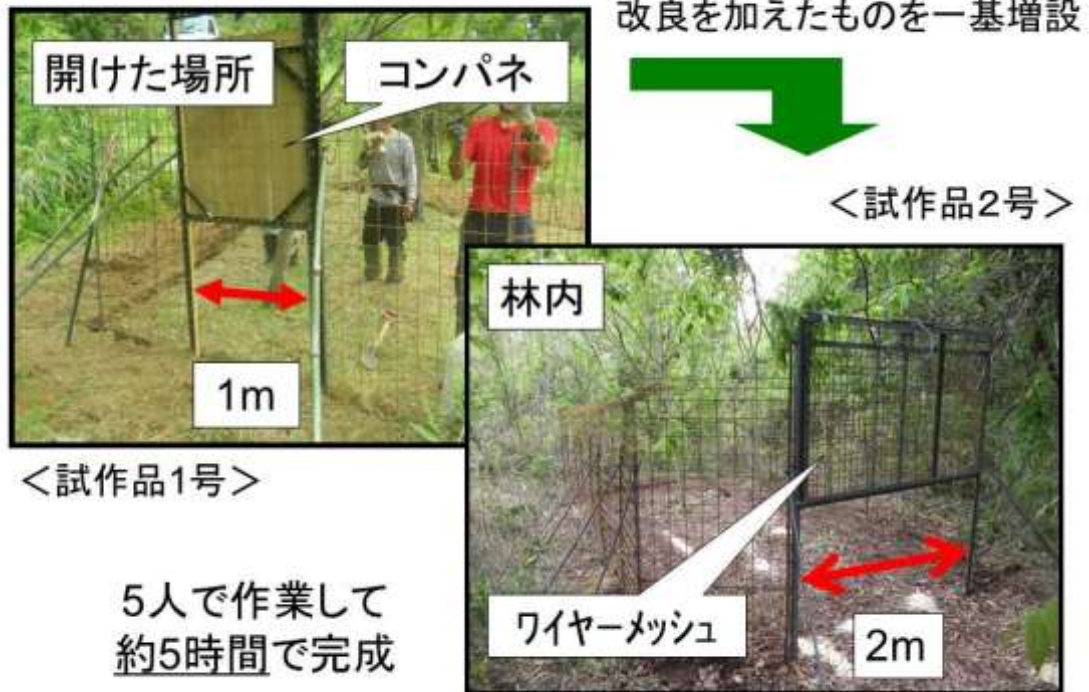 改良を加えたものを一基増設
開けた場所
コンパネ
1m
<試作品1号>
<試作品2号>
林内
ワイヤーメッシュ
2m
5人で作業して
約5時間で完成